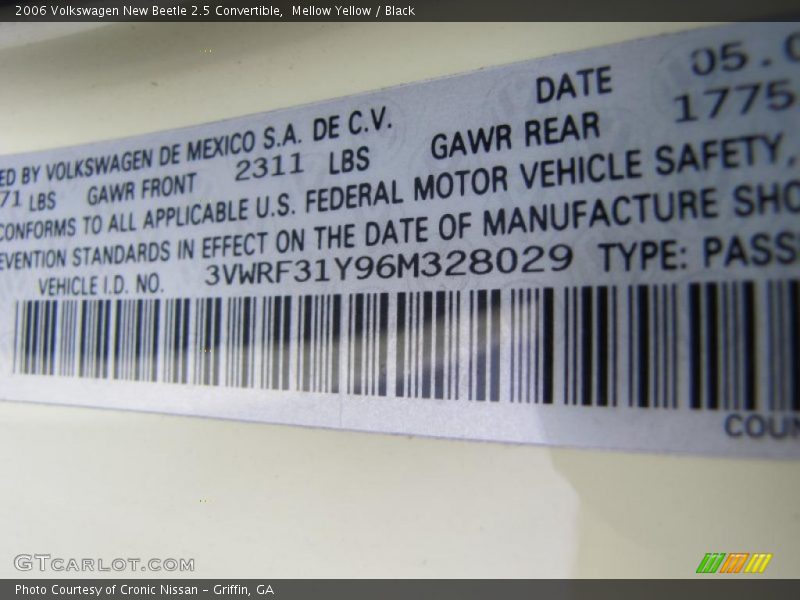 2006 Volkswagen New Beetle 2.5 Convertible,  Mellow Yellow / Black
ED BY VOLKSWAGEN DE MEXICO S.A. DE C.V. DATE 05.0
71 LBS GAWR FRONT 2311 LBS GAWR REAR 1775
CONFORMS TO ALL APPLICABLE U.S. FEDERAL MOTOR VEHICLE SAFETY,
EVENTION STANDARDS IN EFFECT ON THE DATE OF MANUFACTURE SHO
VEHICLE I.D. NO. 3VWRF31Y96M328029 TYPE: PASS
COUN
GTCARLOT.COM
Photo Courtesy of Cronic Nissan – Griffin, GA